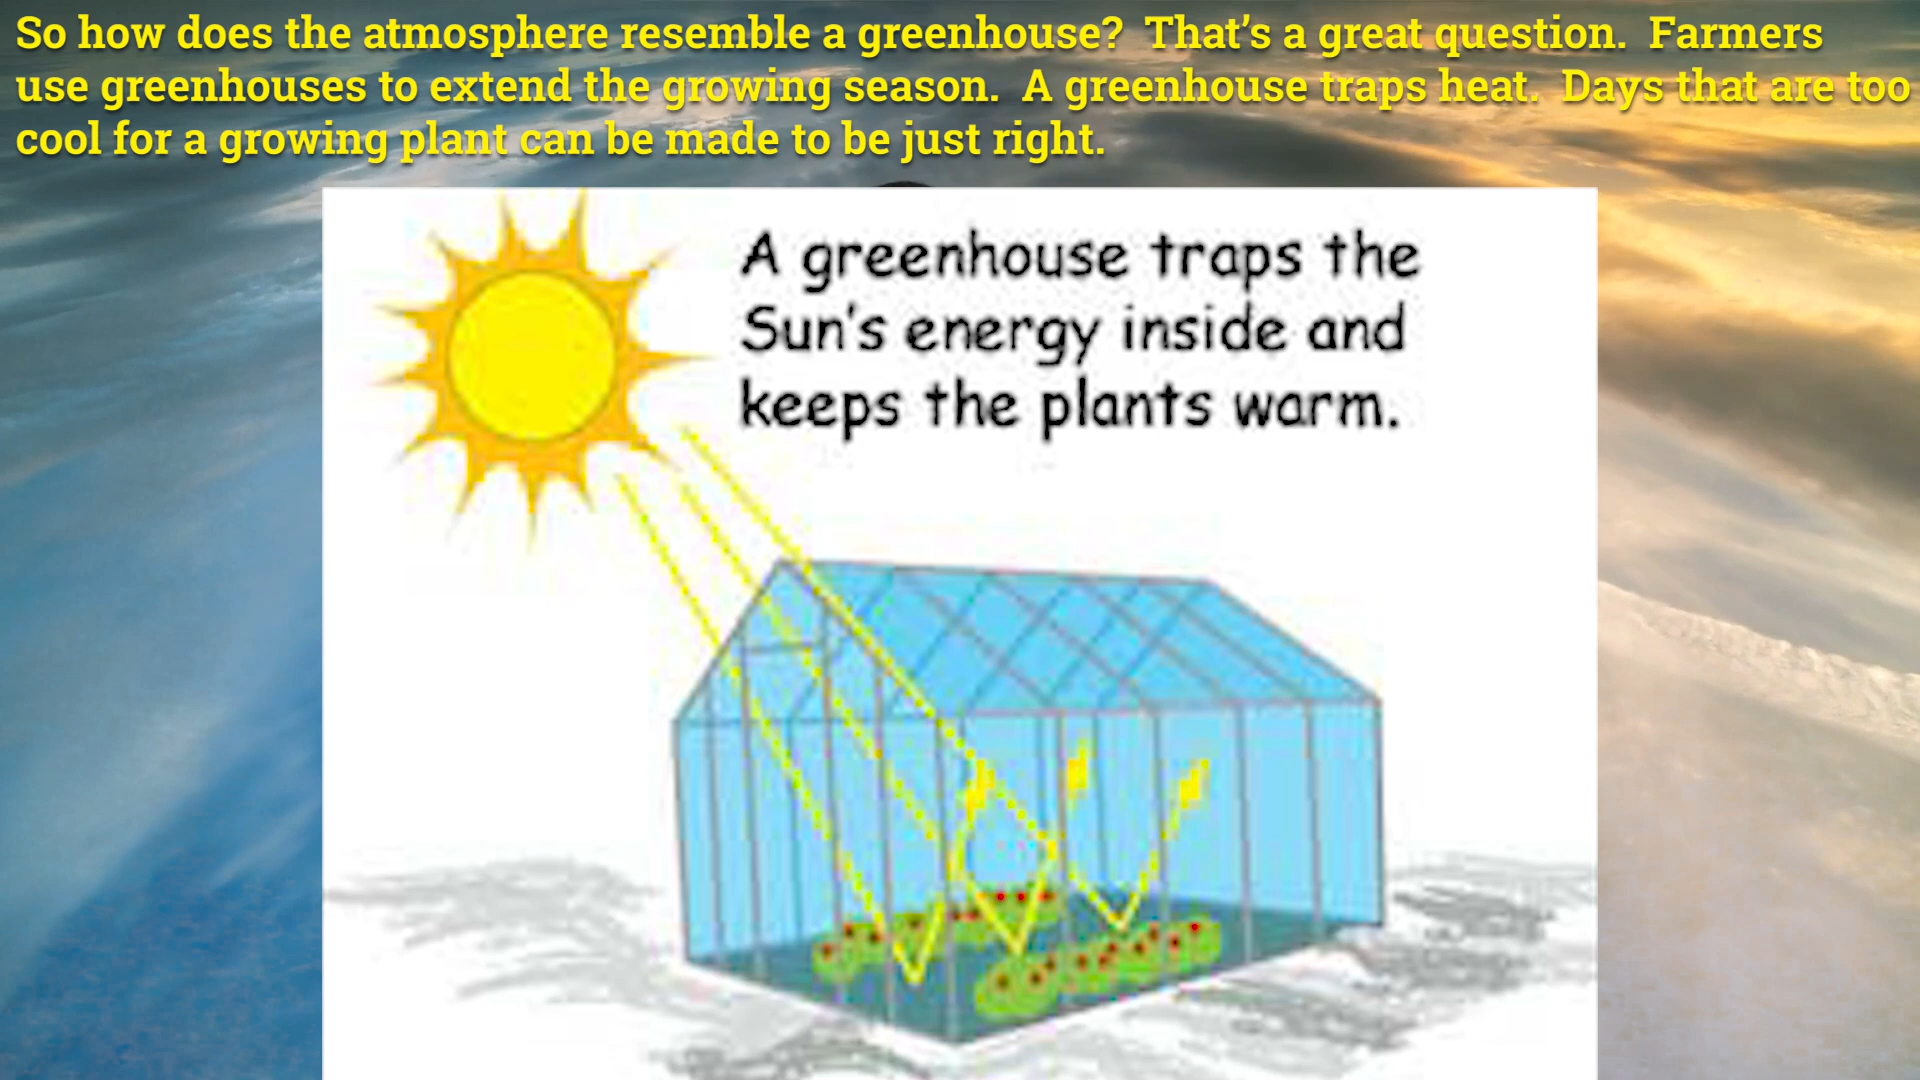 So how does the atmosphere resemble a greenhouse?  That’s a great question.  Farmers
use greenhouses to extend the growing season.  A greenhouse traps heat.  Days that are too
cool for a growing plant can be made to be just right.
A greenhouse traps the
Sun's energy inside and
keeps the plants warm.